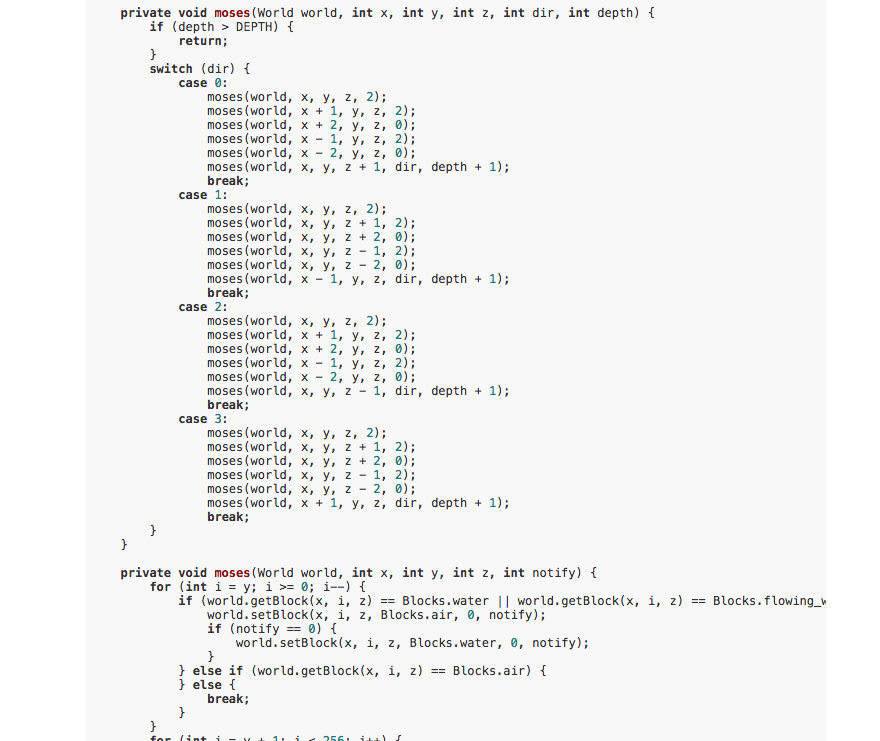 private void moses(World world, int x, int y, int z, int dir, int depth) {
if (depth > DEPTH) {
return;
}
switch (dir) {
case 0:
moses(world, x, y, z, 2);
moses(world, x + 1, y, z, 2);
moses(world, x + 2, y, z, 0);
moses(world, x - 1, y, z, 2);
moses(world, x - 2, y, z, 0);
moses(world, x, y, z + 1, dir, depth + 1);
break;
case 1:
moses(world, x, y, z, 2);
moses(world, x, y, z + 1, 2);
moses(world, x, y, z + 2, 0);
moses(world, x, y, z - 1, 2);
moses(world, x, y, z - 2, 0);
moses(world, x - 1, y, z, dir, depth + 1);
break;
case 2:
moses(world, x, y, z, 2);
moses(world, x + 1, y, z, 2);
moses(world, x + 2, y, z, 0);
moses(world, x - 1, y, z, 2);
moses(world, x - 2, y, z, 0);
moses(world, x, y, z - 1, dir, depth + 1);
break;
case 3:
moses(world, x, y, z, 2);
moses(world, x, y, z + 1, 2);
moses(world, x, y, z + 2, 0);
moses(world, x, y, z - 1, 2);
moses(world, x, y, z - 2, 0);
moses(world, x + 1, y, z, dir, depth + 1);
break;
}
}
private void moses(World world, int x, int y, int z, int notify) {
for (int i = y; i >= 0; i--) {
if (world.getBlock(x, i, z) == Blocks.water || world.getBlock(x, i, z) == Blocks.flowing_
world.setBlock(x, i, z, Blocks.air, 0, notify);
if (notify == 0) {
world.setBlock(x, i, z, Blocks.water, 0, notify);
}
} else if (world.getBlock(x, i, z) == Blocks.air) {
} else {
break;
}
}
for (int i = y + 1; i < 256; i++) {